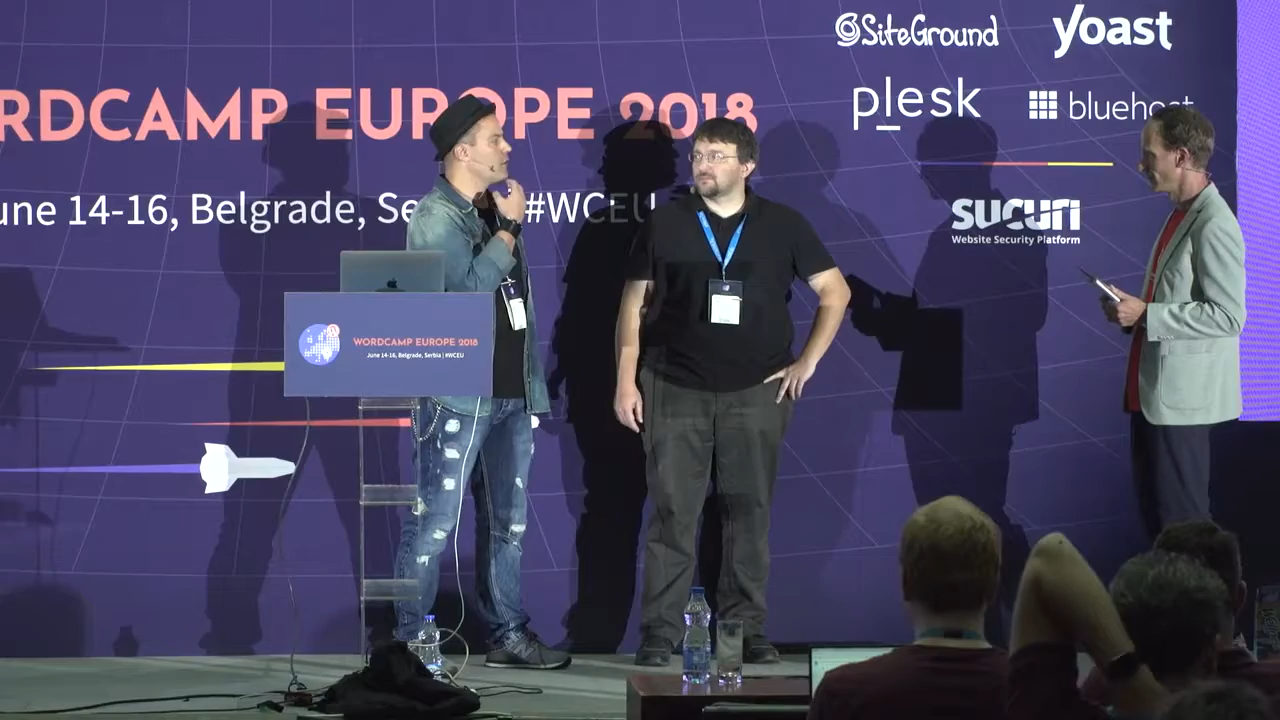 RDCAMP EUROPE 2018
une 14-16, Belgrade, Se #WCEU
SiteGround
yoast
plesk
bluehost
sucuri
Website Security Platform
WORDCAMP EUROPE 2018
June 14-16, Belgrade, Serbia | #WCEU